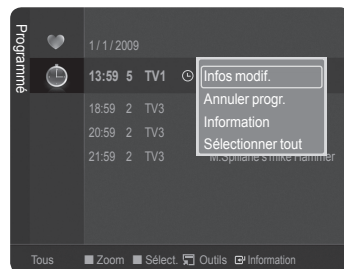 Programmé
1 / 1 / 2009
13:59 5 TV1
Infos modif.
Annuler progr.
Information
Sélectionner tout
18:59 2 TV3
20:59 2 TV3
21:59 2 TV3 M.Spillane's mike Hammer
Tous Zoom Sélect. Outils Information